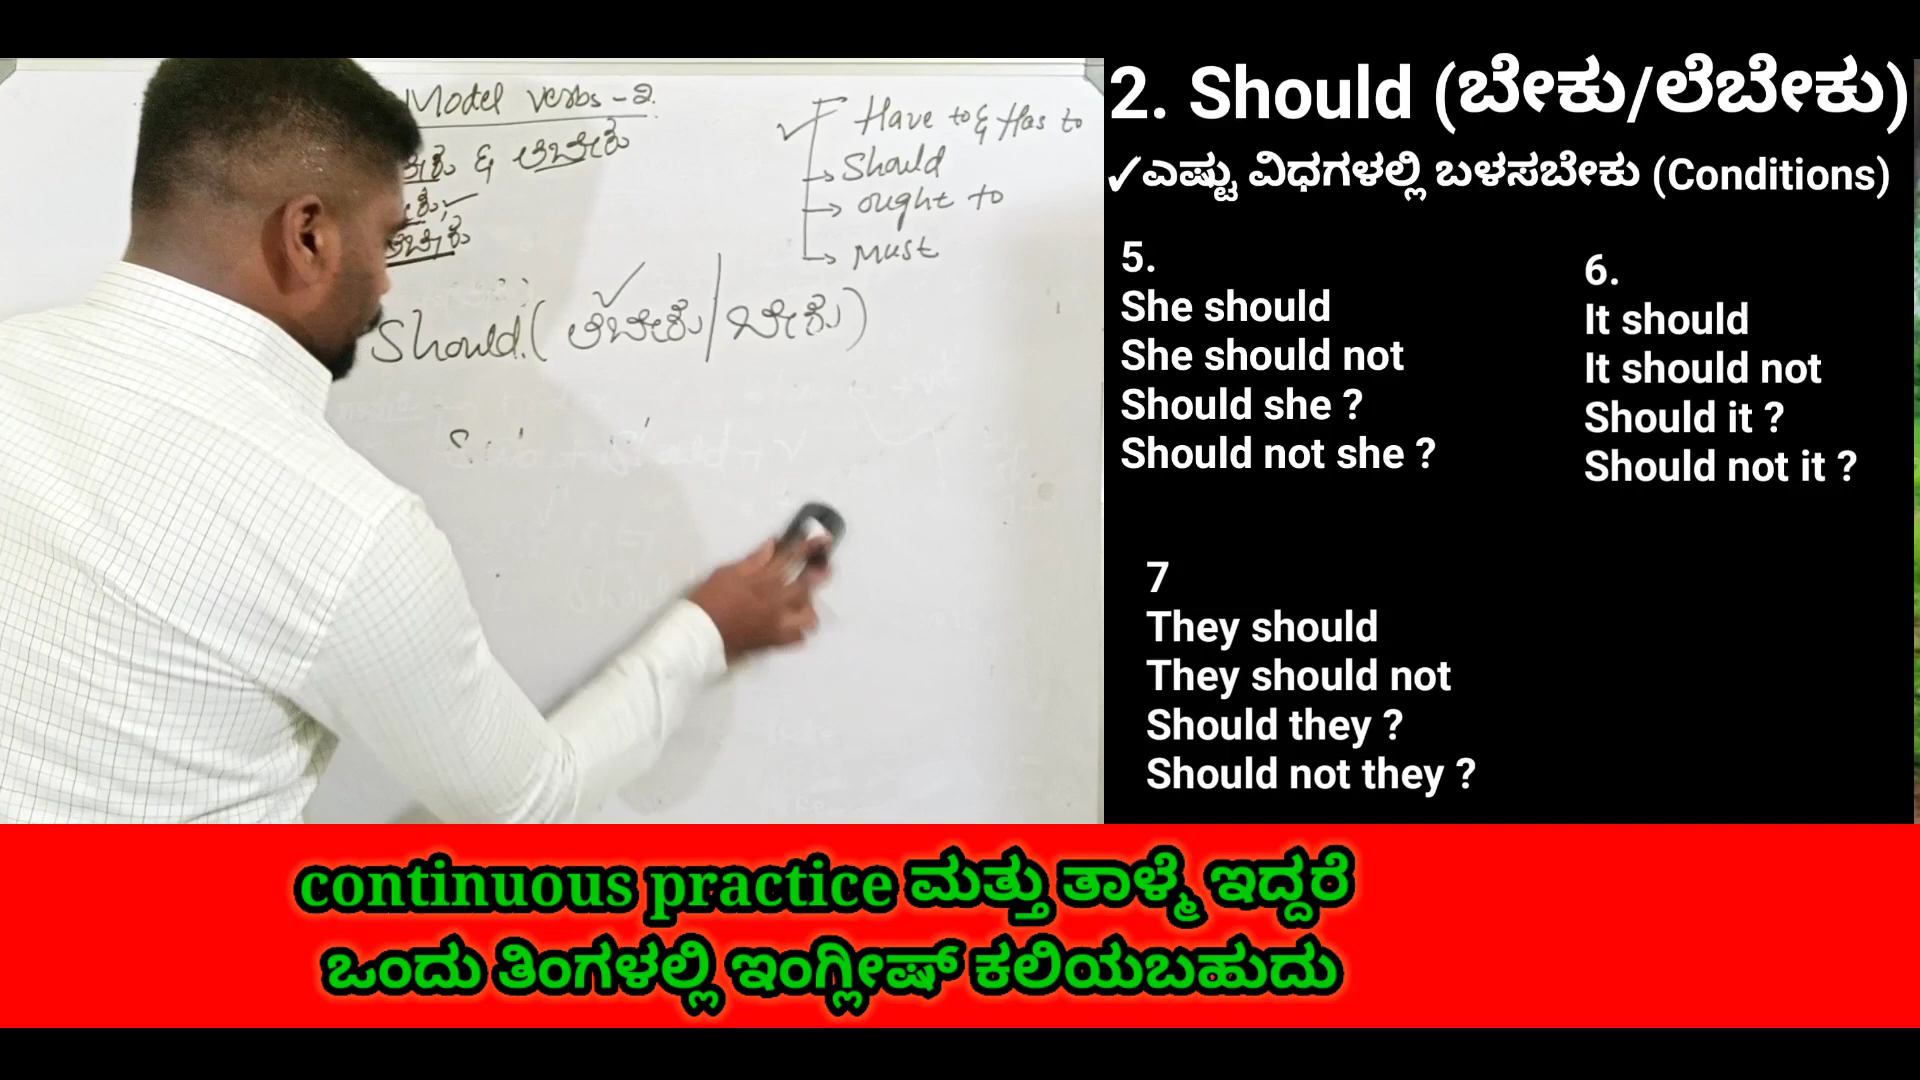 Model verbs - 2.
& ಲೆಬೇಕು
Have to & Has to
Should
ought to
Must
Should. ( ಲೆಬೇಕು / ಬೇಕು )
2. Should (ಬೇಕು/ಲೆಬೇಕು)
✓ಎಷ್ಟು ವಿಧಗಳಲ್ಲಿ ಬಳಸಬೇಕು (Conditions)
5.
She should
She should not
Should she ?
Should not she ?
6.
It should
It should not
Should it ?
Should not it ?
7
They should
They should not
Should they ?
Should not they ?
continuous practice ಮತ್ತು ತಾಳ್ಮೆ ಇದ್ದರೆ
ಒಂದು ತಿಂಗಳಲ್ಲಿ ಇಂಗ್ಲೀಷ್ ಕಲಿಯಬಹುದು